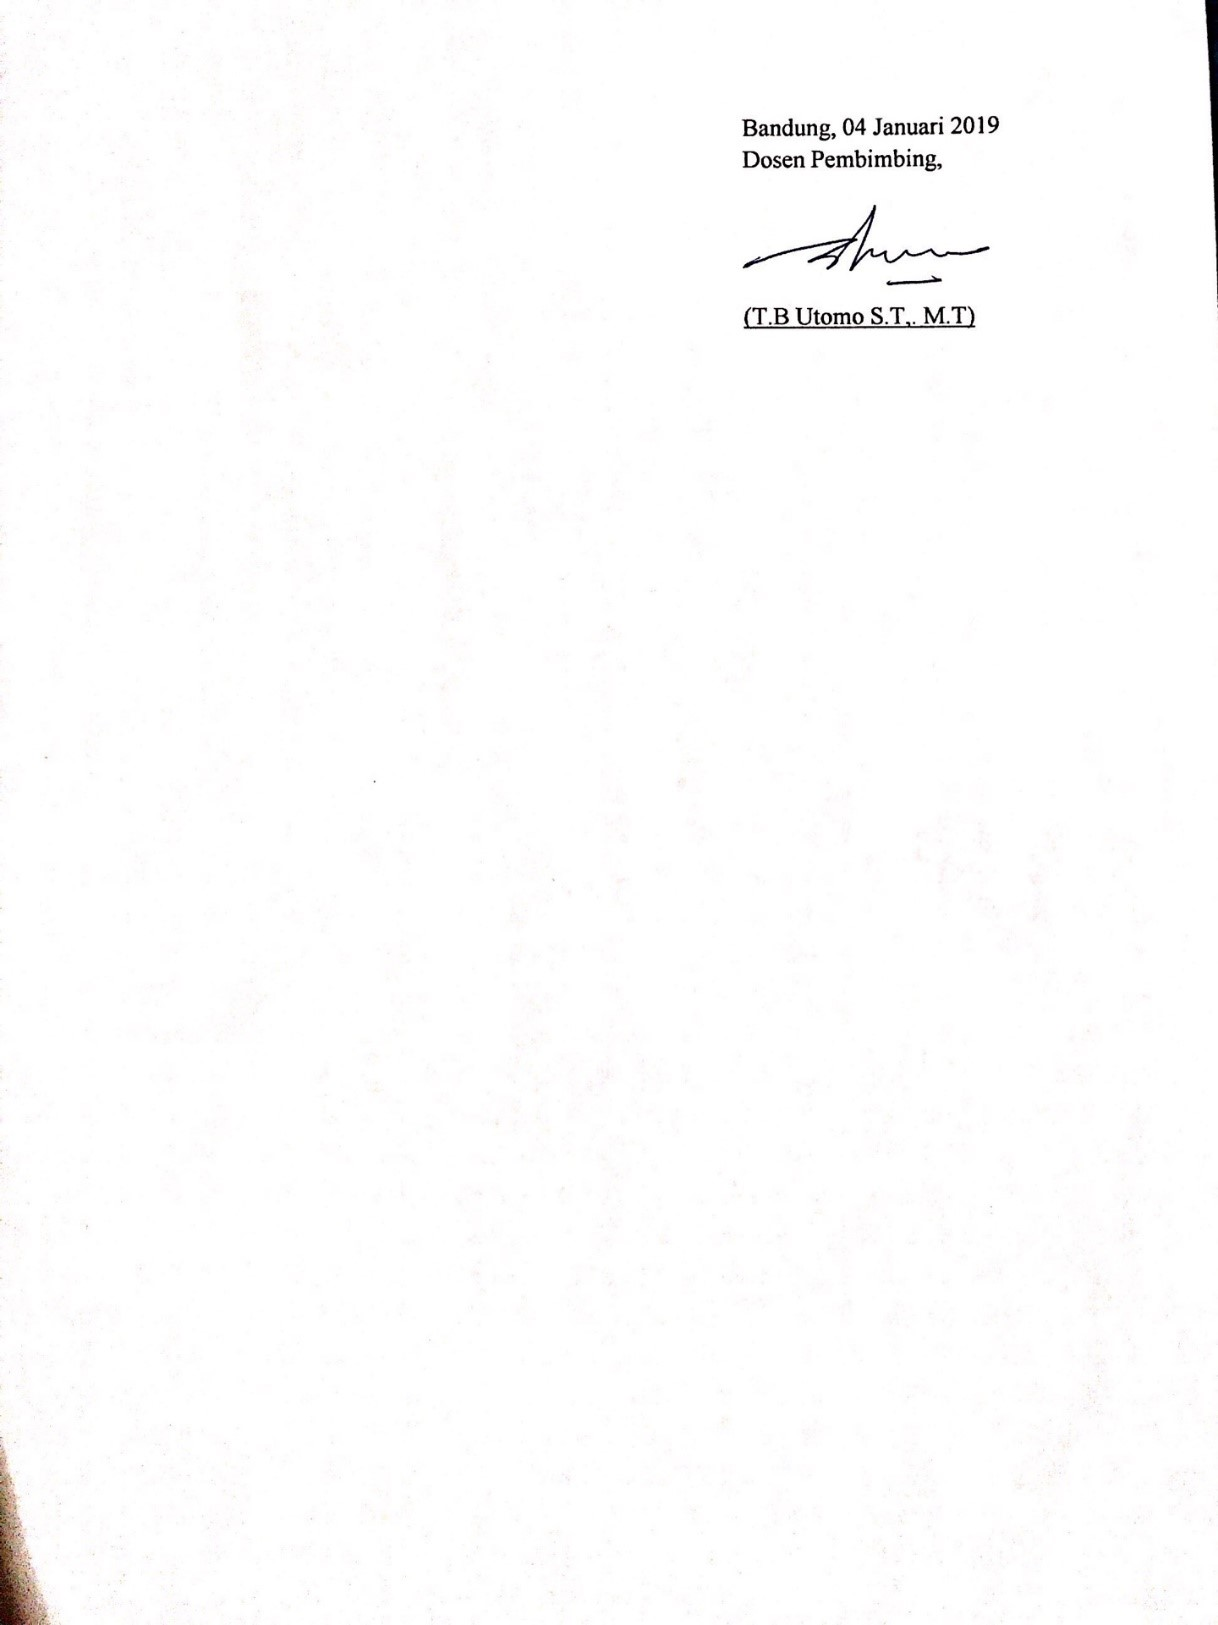 Bandung, 04 Januari 2019
Dosen Pembimbing,
(T.B Utomo S.T,. M.T)